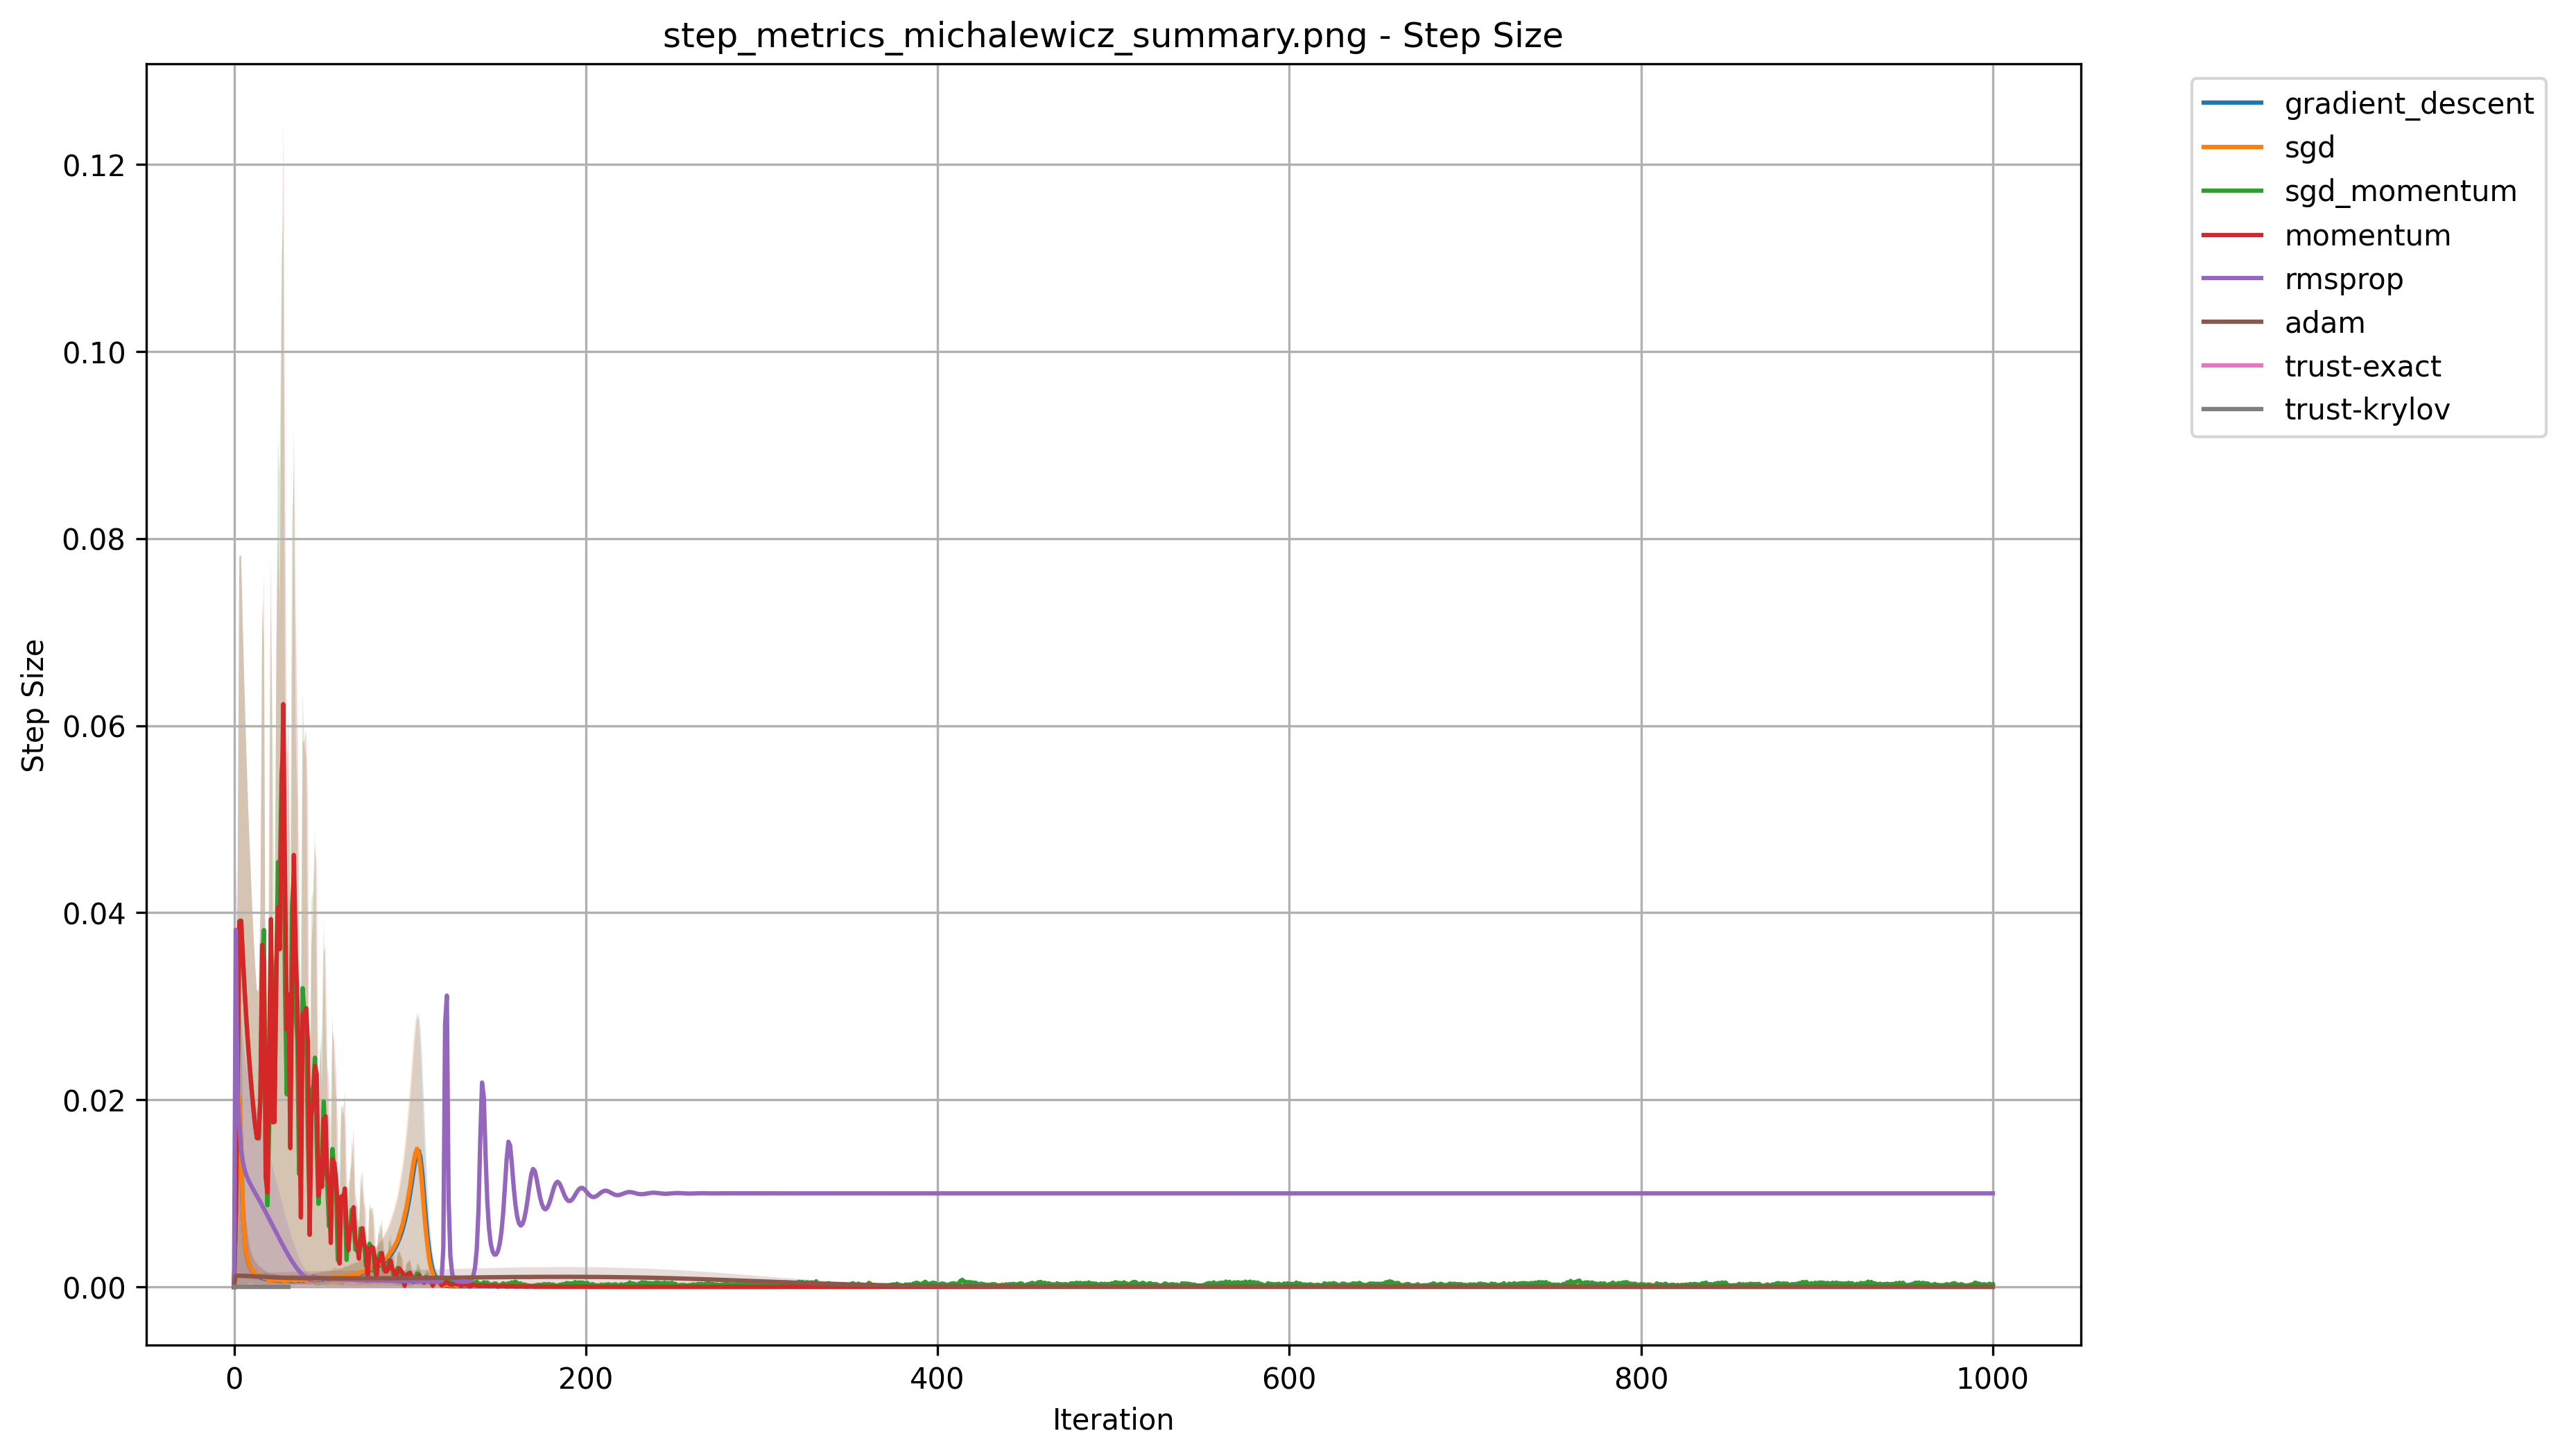 step_metrics_michalewicz_summary.png - Step Size
gradient_descent
sgd
sgd_momentum
momentum
rmsprop
adam
trust-exact
trust-krylov
Step Size
0.12
0.10
0.08
0.06
0.04
0.02
0.00
0 200 400 600 800 1000
Iteration